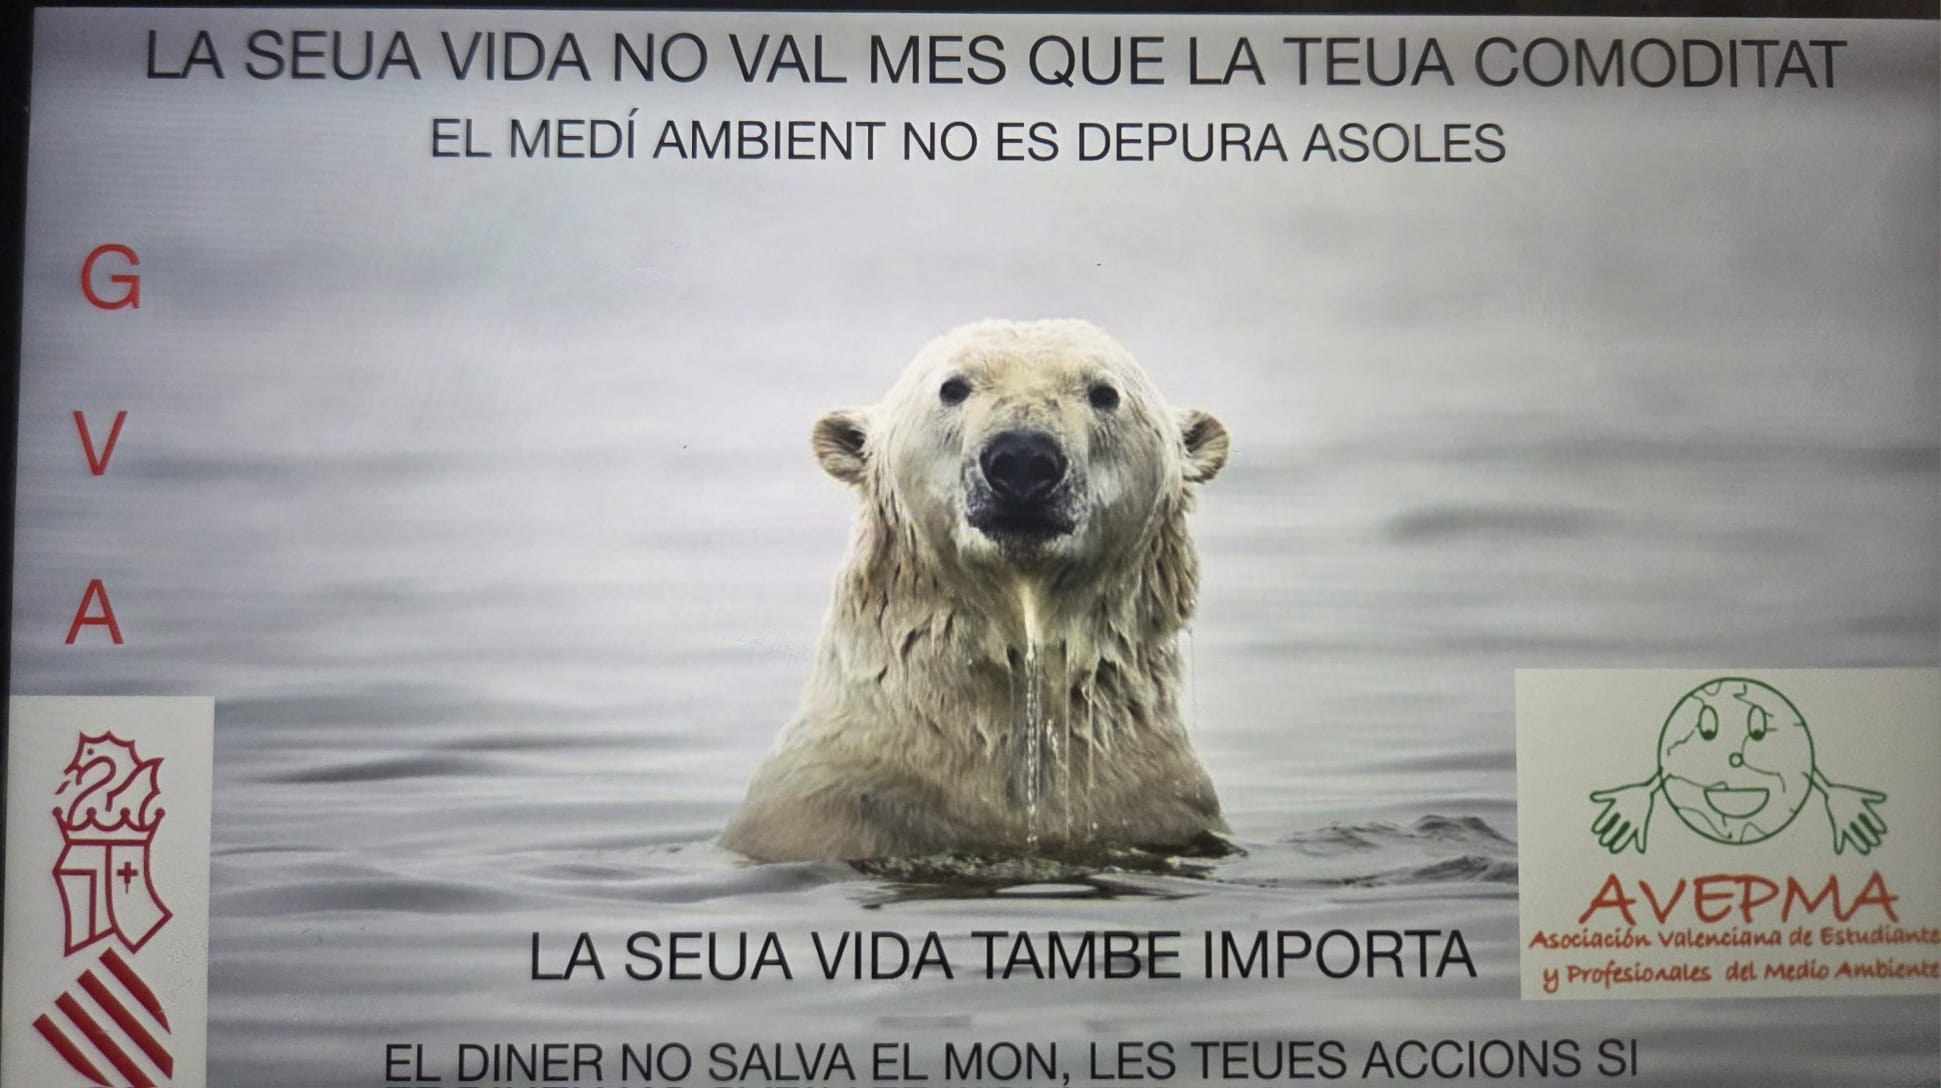 LA SEUA VIDA NO VAL MES QUE LA TEUA COMODITAT
EL MEDÍ AMBIENT NO ES DEPURA ASOLES
G
V
A
AVEPMA
Asociación Valenciana de Estudiante
y Profesionales del Medio Ambiente
LA SEUA VIDA TAMBE IMPORTA
EL DINER NO SALVA EL MON, LES TEUES ACCIONS SI